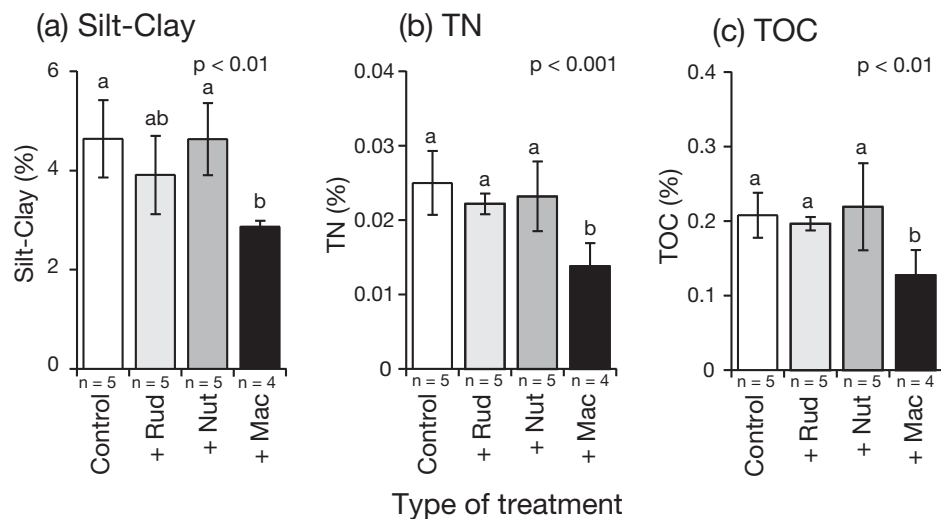 (a) Silt-Clay
p < 0.01
6
4
2
0
Silt-Clay (%)
a
ab
a
b
n = 5
n = 5
n = 5
n = 4
Control
+ Rud
+ Nut
+ Mac
(b) TN
p < 0.001
0.04
0.03
0.02
0.01
0
TN (%)
a
a
a
b
n = 5
n = 5
n = 5
n = 4
Control
+ Rud
+ Nut
+ Mac
(c) TOC
p < 0.01
0.4
0.3
0.2
0.1
0
TOC (%)
a
a
a
b
n = 5
n = 5
n = 5
n = 4
Control
+ Rud
+ Nut
+ Mac
Type of treatment